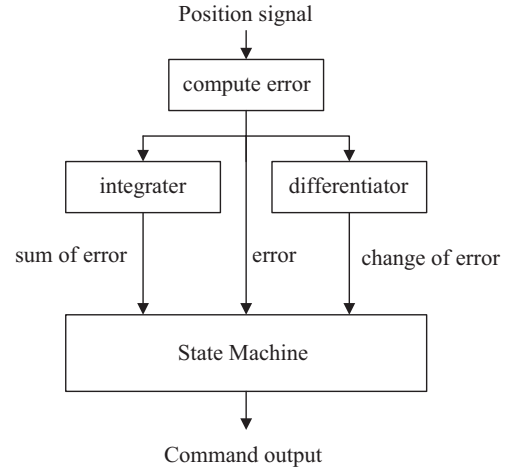 Position signal
compute error
integrater
differentiator
sum of error
error
change of error
State Machine
Command output